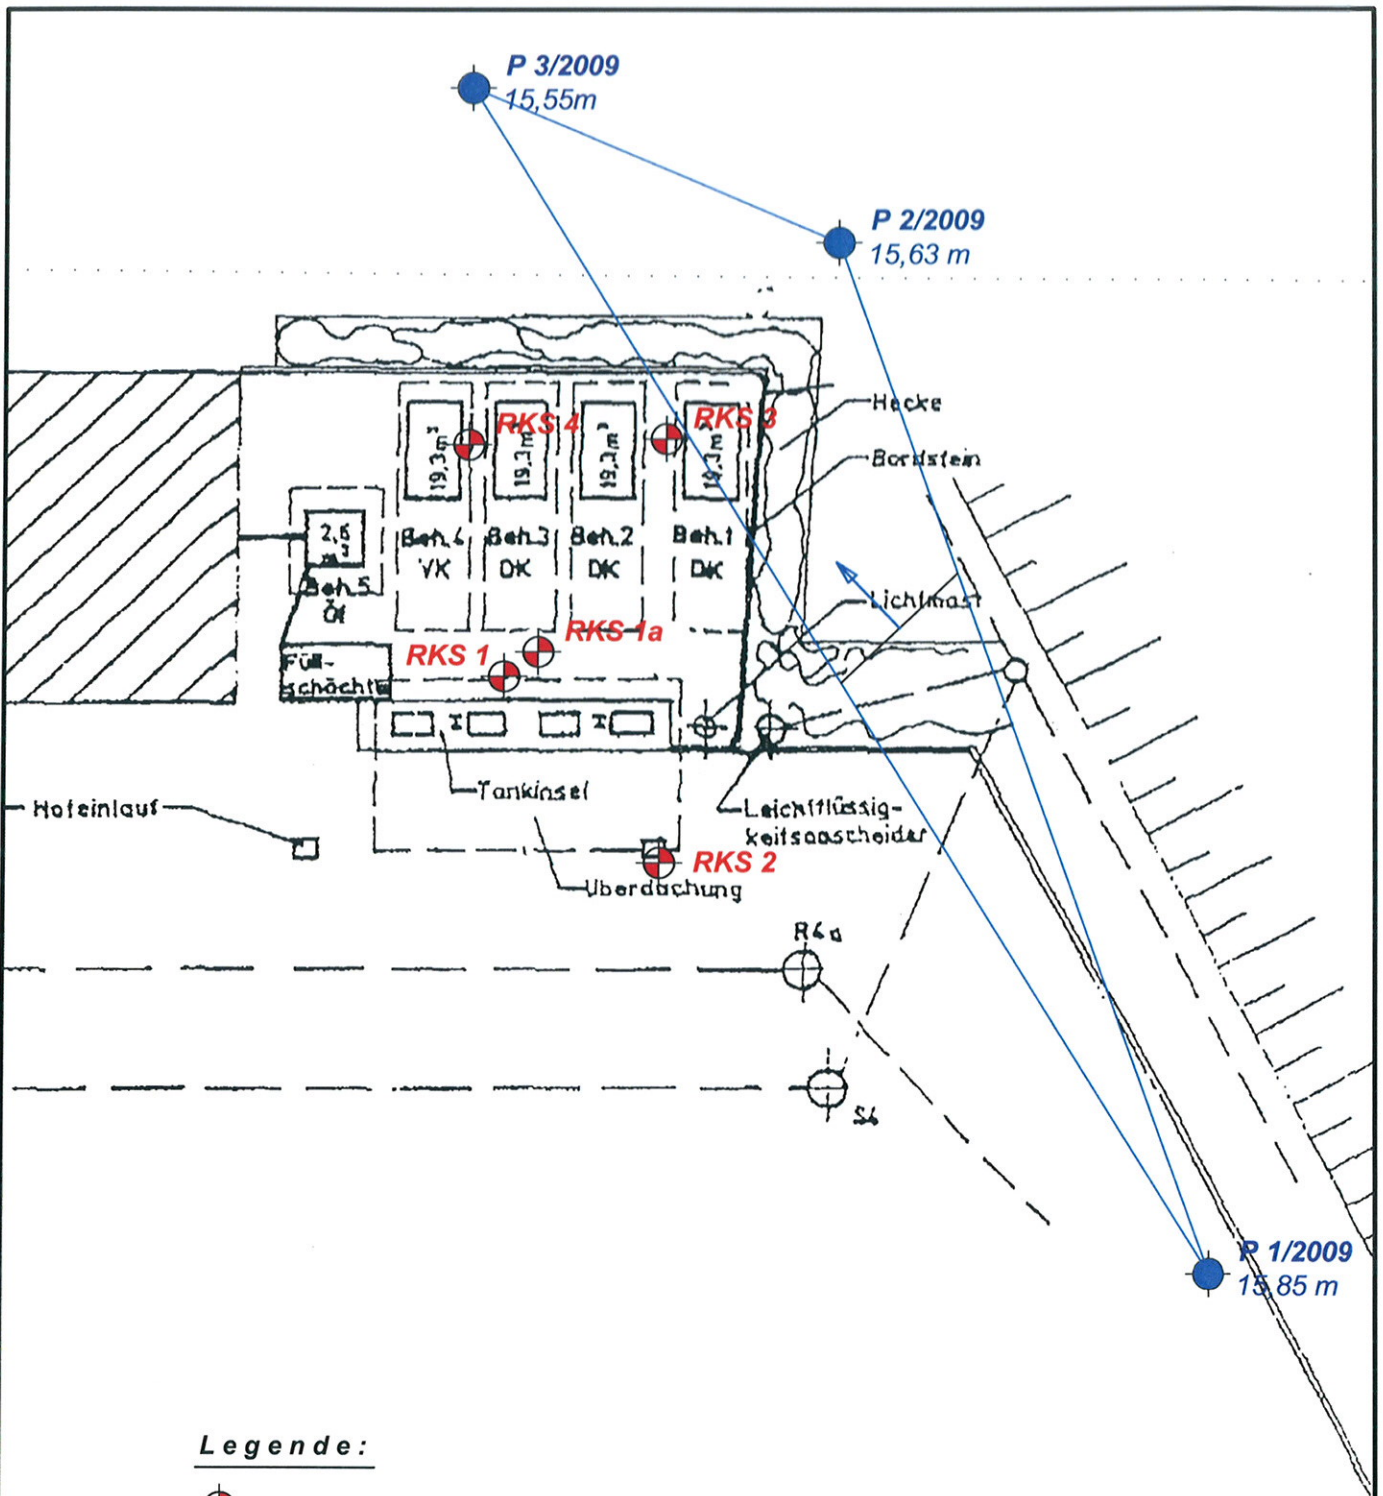 P 3/2009
15,55m
P 2/2009
15,63 m
Hecke
RKS 4
RKS 3
19,3m³
19,3m³
19,3m³
19,3m³
Bordstein
2,6
m³
Beh.4
VK
Beh.3
DK
Beh.2
DK
Beh.1
DK
Beh.5
Öl
Lichtmast
RKS 1a
RKS 1
Füll-
schächte
Tankinsel
Hofeinlauf
Leichtflüssig-
keitsabscheider
RKS 2
Überdachung
R4a
S4
P 1/2009
15,85 m
Legende: